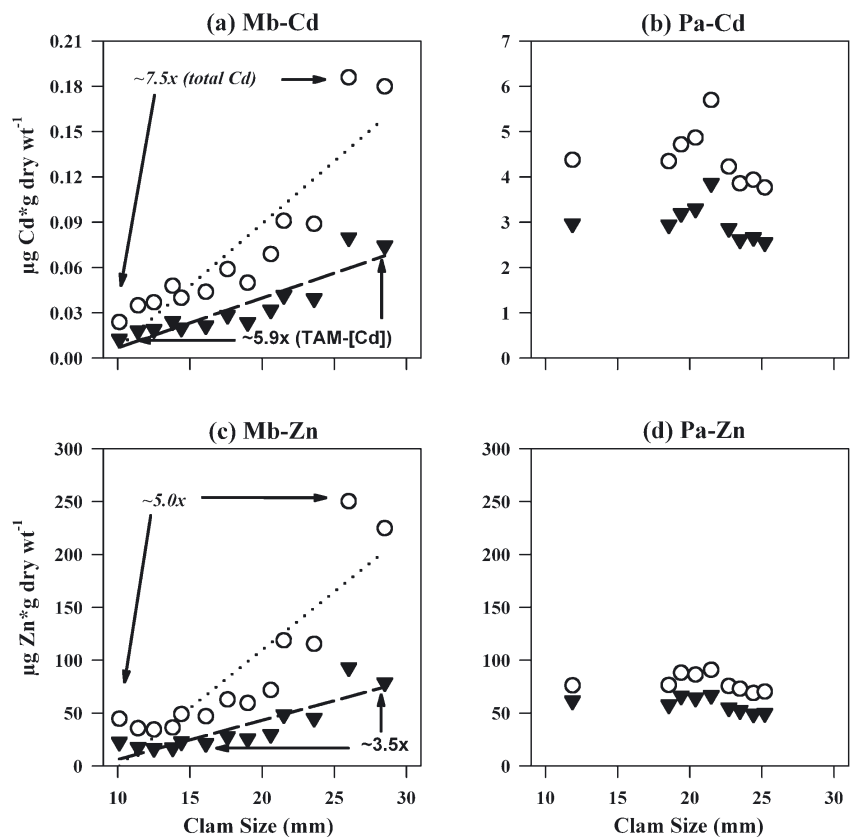 (a) Mb-Cd
(b) Pa-Cd
0.21
0.18
0.15
0.12
0.09
0.06
0.03
0.00
µg Cd*g dry wt-1
~7.5x (total Cd)
~5.9x (TAM-[Cd])
7
6
5
4
3
2
1
0
(c) Mb-Zn
(d) Pa-Zn
300
250
200
150
100
50
0
µg Zn*g dry wt-1
~5.0x
~3.5x
300
250
200
150
100
50
0
10 15 20 25 30
10 15 20 25 30
Clam Size (mm)
Clam Size (mm)